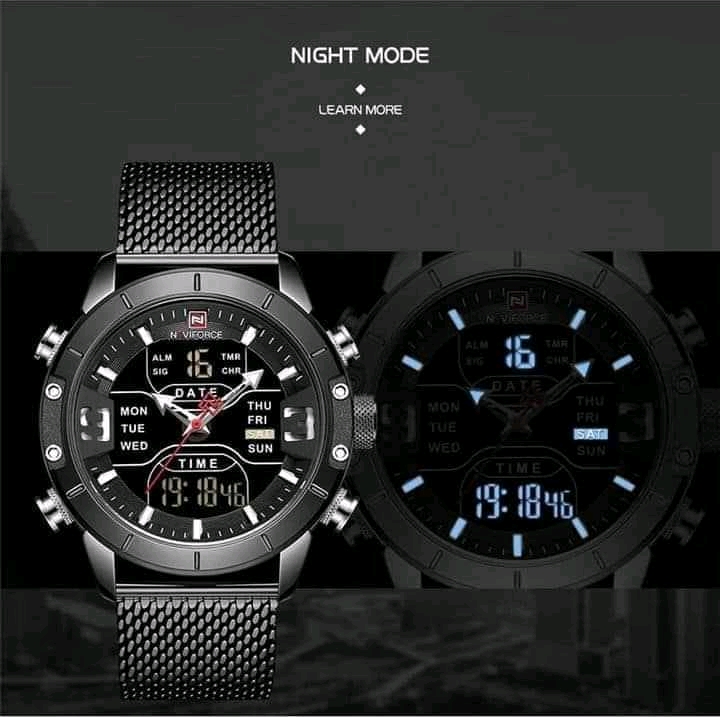 NIGHT MODE
LEARN MORE
NAVIFORCE
ALM 16 TMR
SIG CHR
DATE
MON THU
TUE FRI
WED SAT
SUN
TIME
19:18 46
NAVIFORCE
ALM 16 TMR
SIG CHR
DATE
MON THU
TUE FRI
WED SAT
SUN
TIME
19:18 46